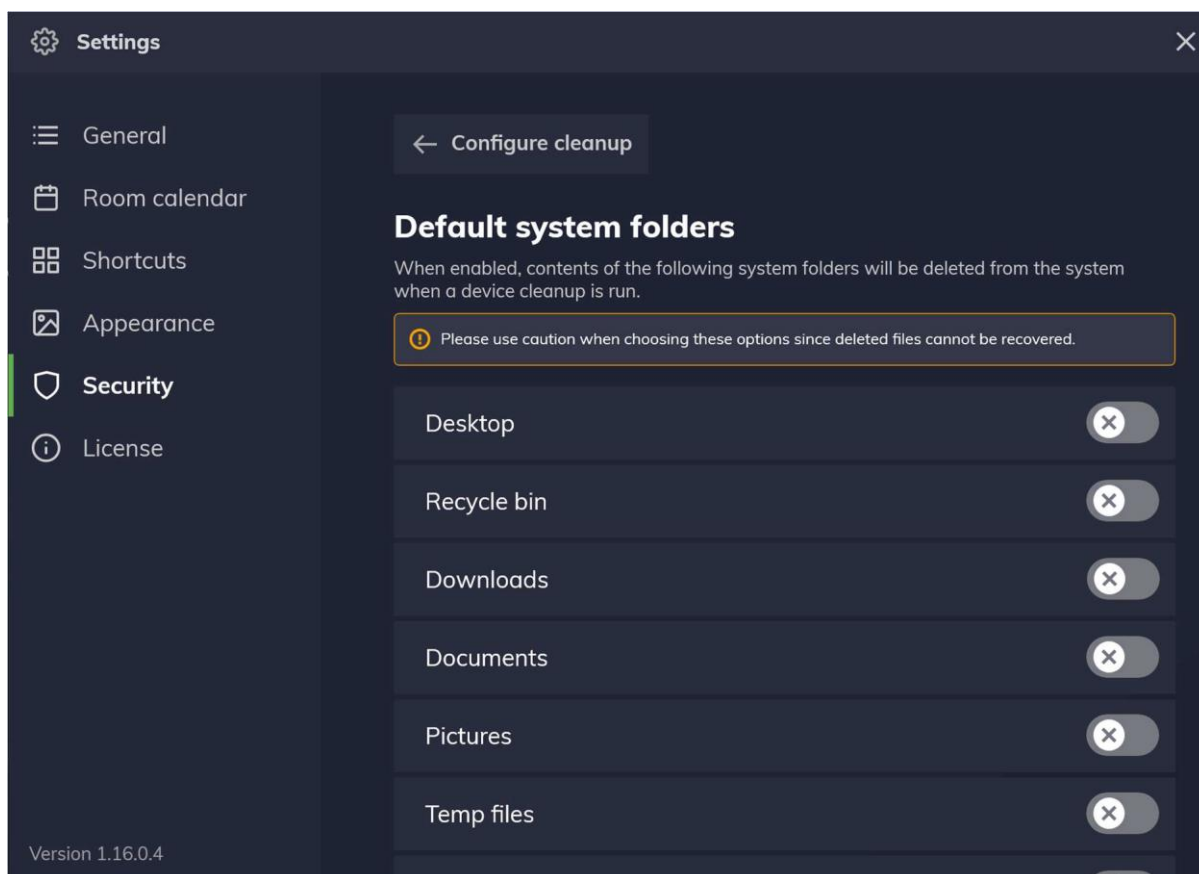 Settings
General
Room calendar
Shortcuts
Appearance
Security
License
Version 1.16.0.4
Configure cleanup
Default system folders
When enabled, contents of the following system folders will be deleted from the system
when a device cleanup is run.
Please use caution when choosing these options since deleted files cannot be recovered.
Desktop
Recycle bin
Downloads
Documents
Pictures
Temp files